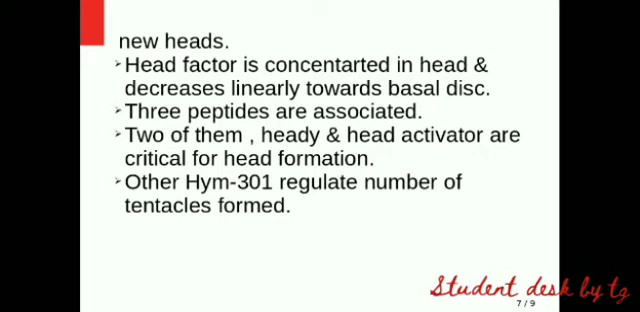 new heads.
➢Head factor is concentarted in head &
decreases linearly towards basal disc.
➢Three peptides are associated.
➢Two of them , heady & head activator are
critical for head formation.
➢Other Hym-301 regulate number of
tentacles formed.
Student desk by tg
7 / 9